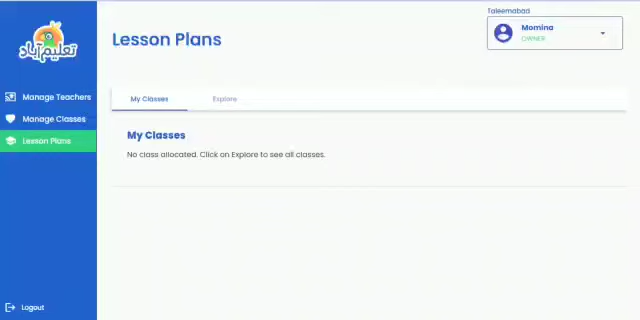 Taleemabad
تعلیم آباد
Lesson Plans
Momina
OWNER
Manage Teachers
Manage Classes
Lesson Plans
My Classes
Explore
My Classes
No class allocated. Click on Explore to see all classes.
Logout